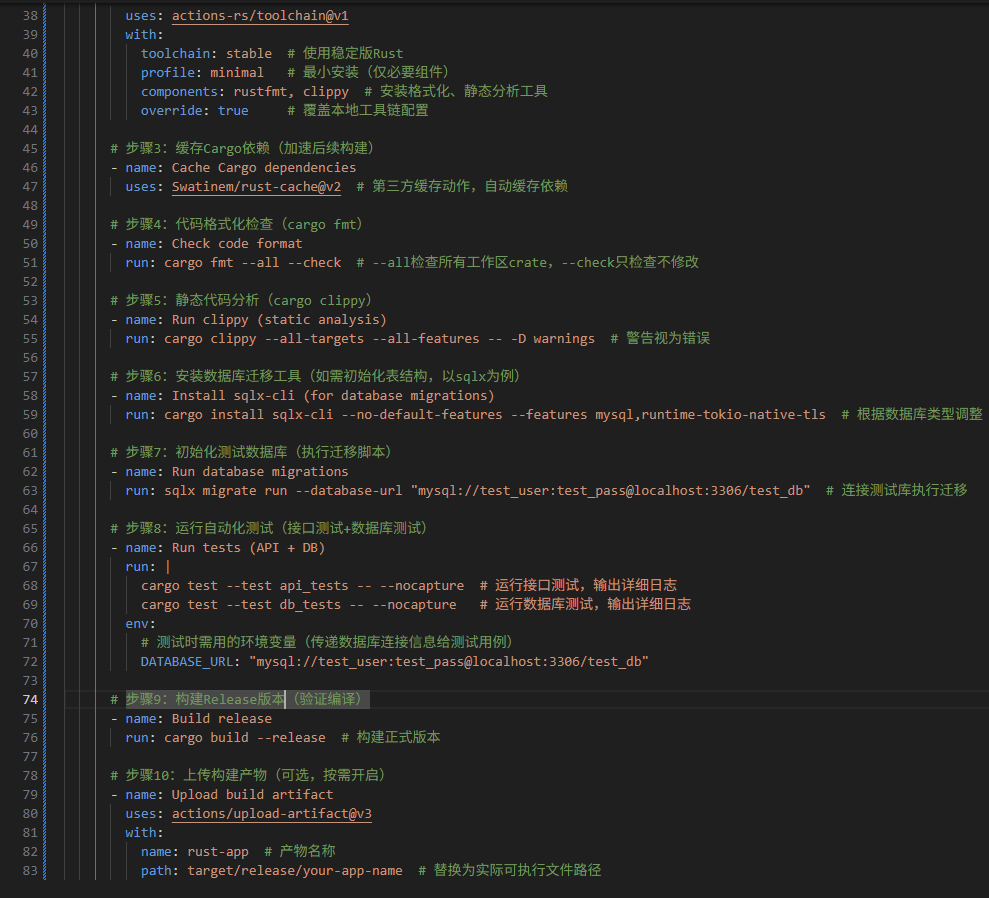 38 uses: actions-rs/toolchain@v1
39 with:
40 toolchain: stable  # 使用稳定版Rust
41 profile: minimal   # 最小安装（仅必要组件）
42 components: rustfmt, clippy  # 安装格式化、静态分析工具
43 override: true     # 覆盖本地工具链配置
44
45 # 步骤3：缓存Cargo依赖（加速后续构建）
46 - name: Cache Cargo dependencies
47 uses: Swatinem/rust-cache@v2  # 第三方缓存动作，自动缓存依赖
48
49 # 步骤4：代码格式化检查（cargo fmt）
50 - name: Check code format
51 run: cargo fmt --all --check  # --all检查所有工作区crate，--check只检查不修改
52
53 # 步骤5：静态代码分析（cargo clippy）
54 - name: Run clippy (static analysis)
55 run: cargo clippy --all-targets --all-features -- -D warnings  # 警告视为错误
56
57 # 步骤6：安装数据库迁移工具（如需初始化表结构，以sqlx为例）
58 - name: Install sqlx-cli (for database migrations)
59 run: cargo install sqlx-cli --no-default-features --features mysql,runtime-tokio-native-tls  # 根据数据库类型调整
60
61 # 步骤7：初始化测试数据库（执行迁移脚本）
62 - name: Run database migrations
63 run: sqlx migrate run --database-url "mysql://test_user:test_pass@localhost:3306/test_db"  # 连接测试库执行迁移
64
65 # 步骤8：运行自动化测试（接口测试+数据库测试）
66 - name: Run tests (API + DB)
67 run: |
68 cargo test --test api_tests -- --nocapture  # 运行接口测试，输出详细日志
69 cargo test --test db_tests -- --nocapture   # 运行数据库测试，输出详细日志
70 env:
71 # 测试时需用的环境变量（传递数据库连接信息给测试用例）
72 DATABASE_URL: "mysql://test_user:test_pass@localhost:3306/test_db"
73
74 # 步骤9：构建Release版本（验证编译）
75 - name: Build release
76 run: cargo build --release  # 构建正式版本
77
78 # 步骤10：上传构建产物（可选，按需开启）
79 - name: Upload build artifact
80 uses: actions/upload-artifact@v3
81 with:
82 name: rust-app  # 产物名称
83 path: target/release/your-app-name  # 替换为实际可执行文件路径